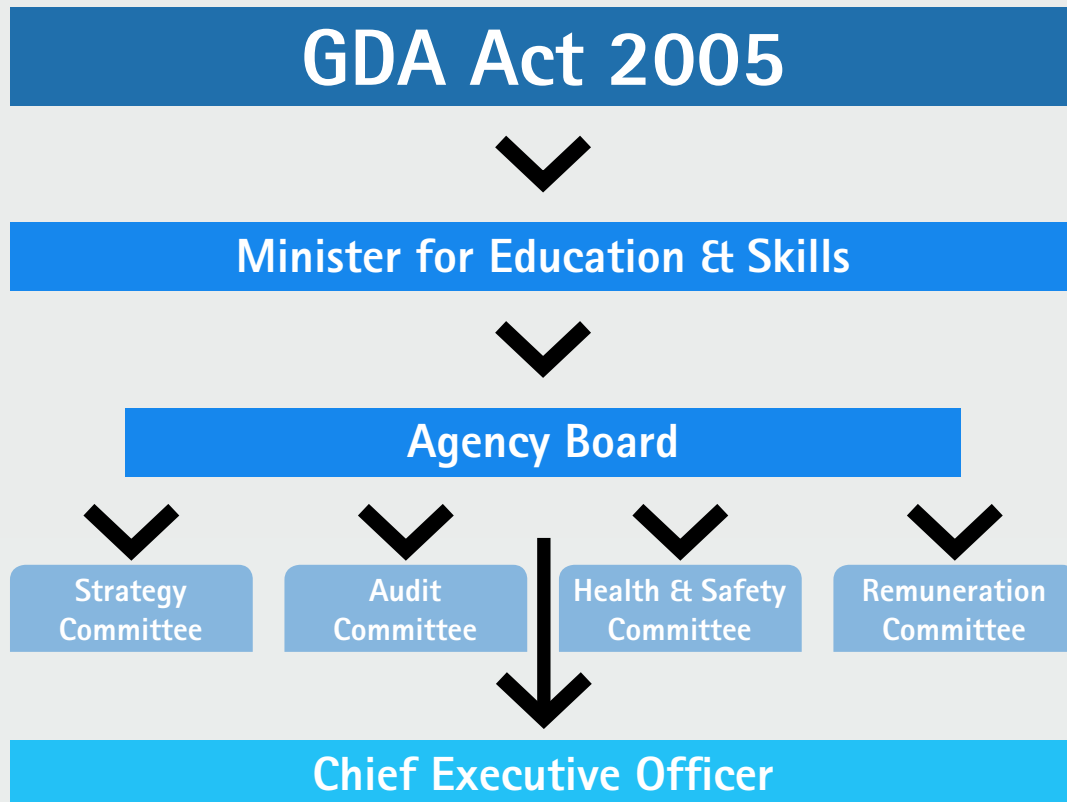 GDA Act 2005
Minister for Education & Skills
Agency Board
Strategy
Committee
Audit
Committee
Health & Safety
Committee
Remuneration
Committee
Chief Executive Officer